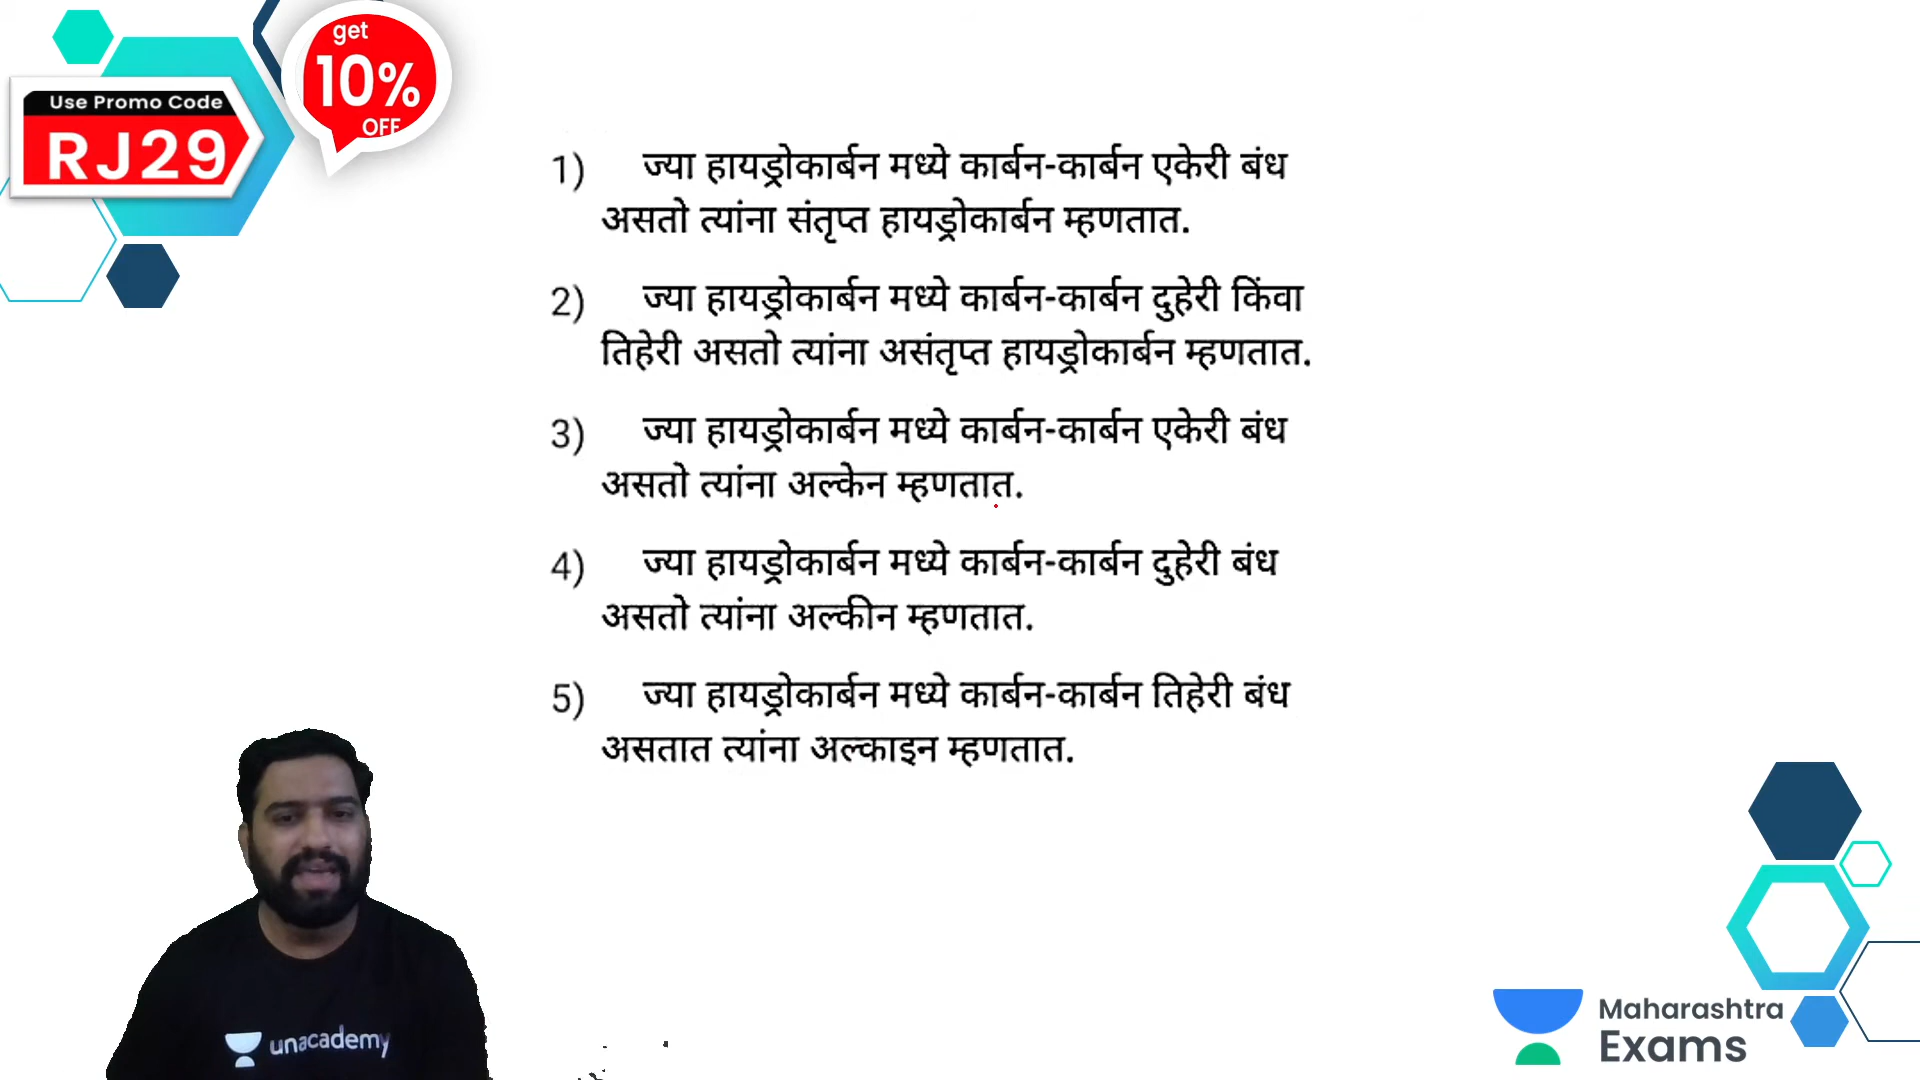 get
10%
OFF
Use Promo Code
RJ29
1) ज्या हायड्रोकार्बन मध्ये कार्बन-कार्बन एकेरी बंध
असतो त्यांना संतृप्त हायड्रोकार्बन म्हणतात.
2) ज्या हायड्रोकार्बन मध्ये कार्बन-कार्बन दुहेरी किंवा
तिहेरी असतो त्यांना असंतृप्त हायड्रोकार्बन म्हणतात.
3) ज्या हायड्रोकार्बन मध्ये कार्बन-कार्बन एकेरी बंध
असतो त्यांना अल्केन म्हणतात.
4) ज्या हायड्रोकार्बन मध्ये कार्बन-कार्बन दुहेरी बंध
असतो त्यांना अल्कीन म्हणतात.
5) ज्या हायड्रोकार्बन मध्ये कार्बन-कार्बन तिहेरी बंध
असतात त्यांना अल्काइन म्हणतात.
unacademy
Maharashtra
Exams